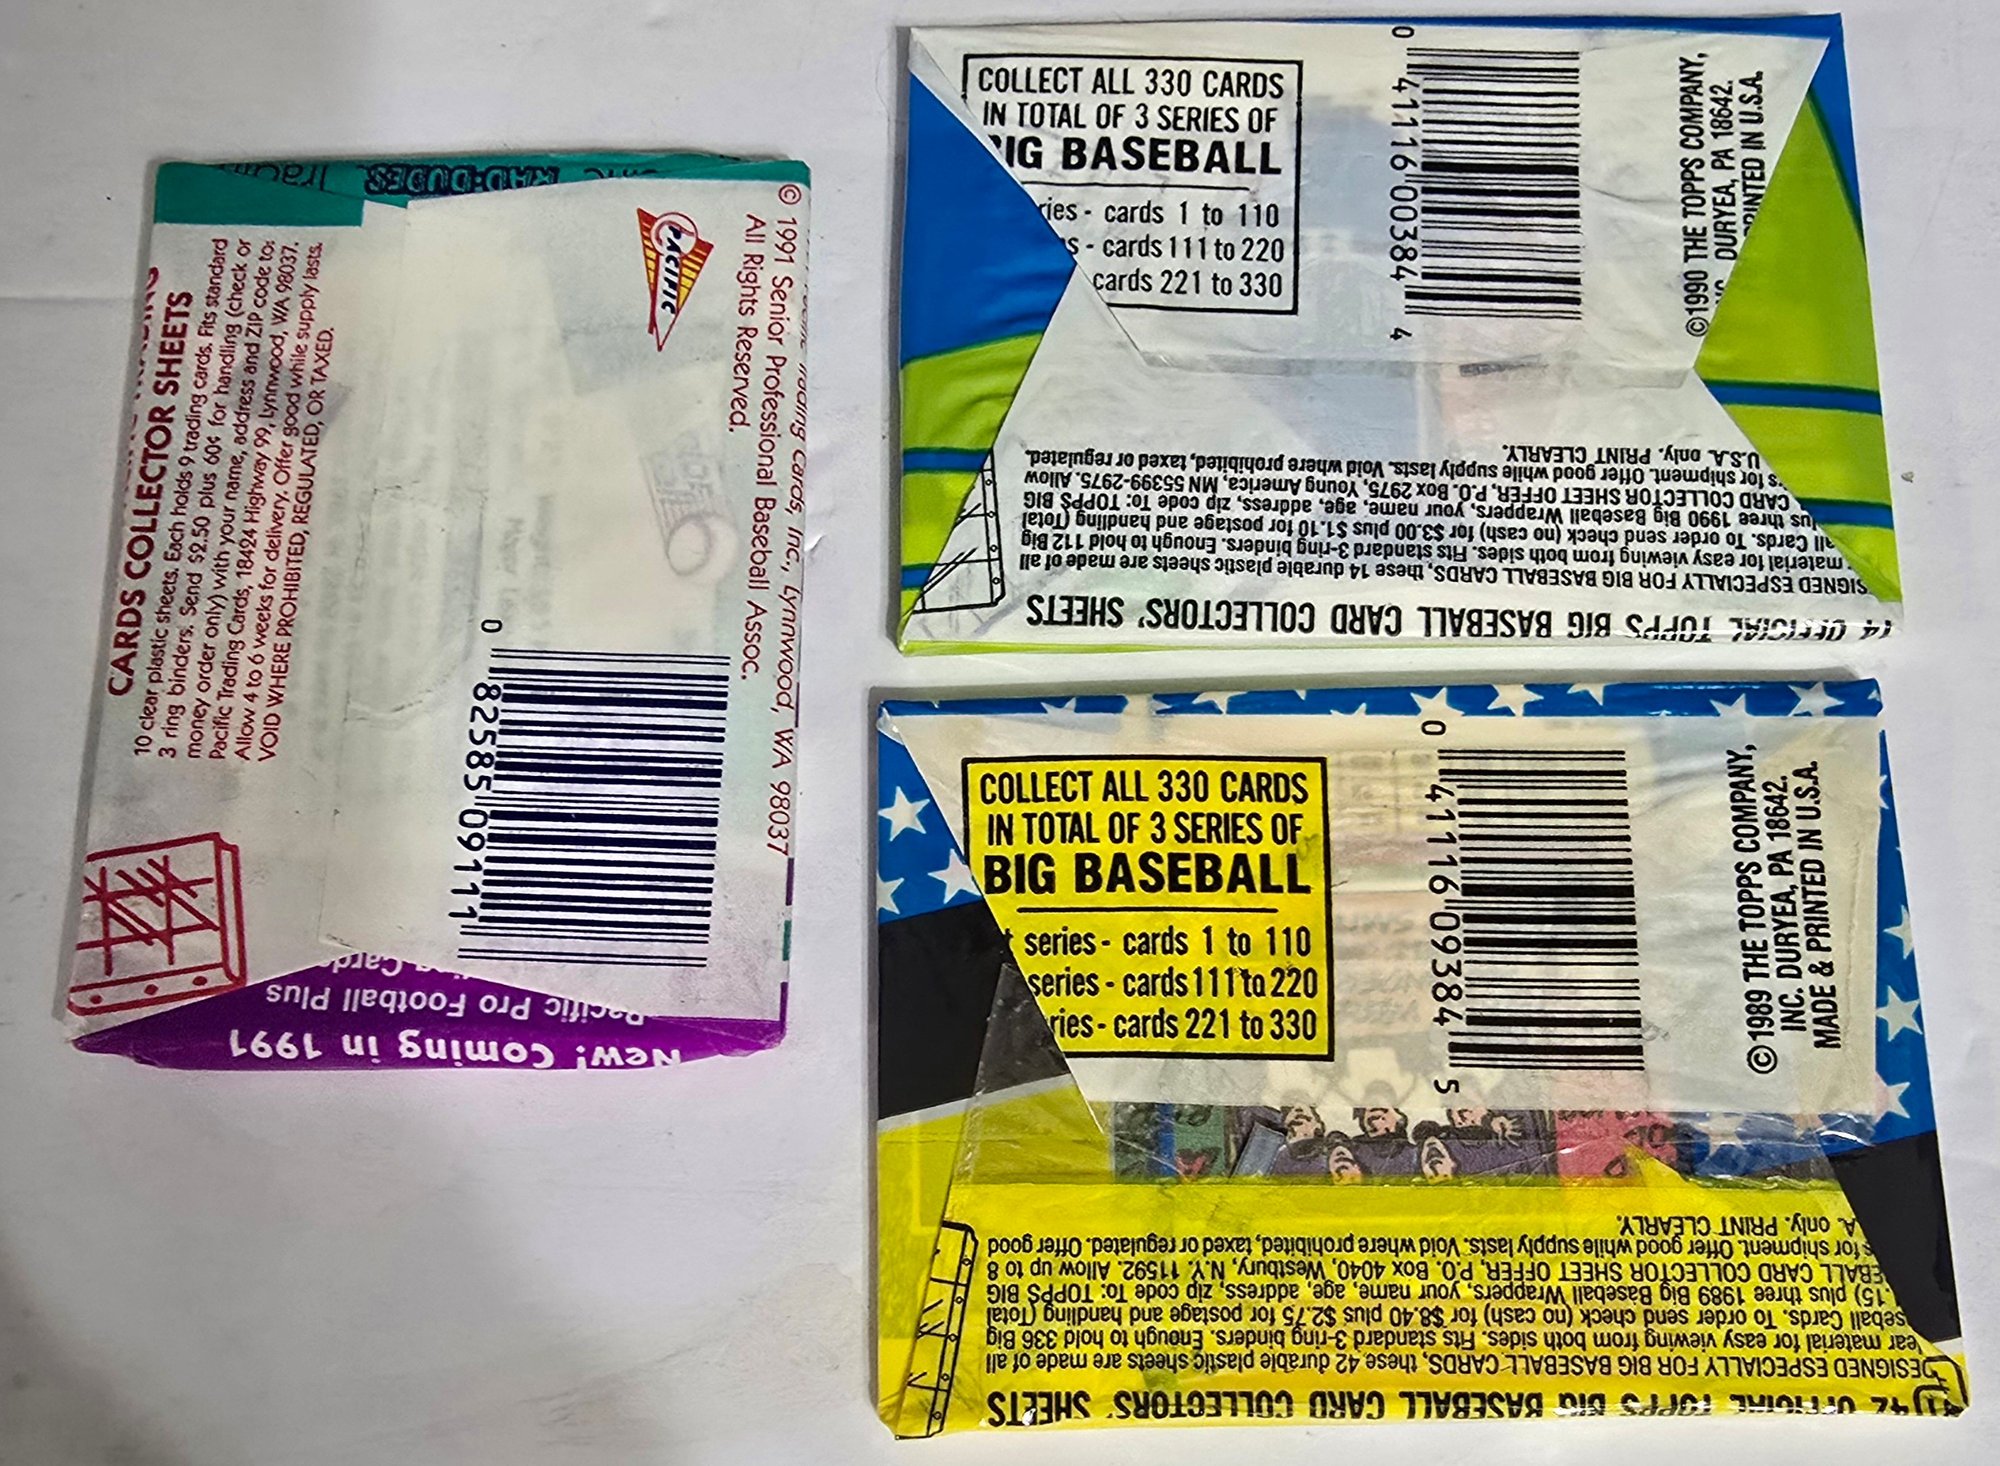 RAD-DUDES
CARDS COLLECTOR SHEETS
10 clear plastic sheets. Each holds 9 trading cards. Fits standard
3 ring binders. Send $2.50 plus 60¢ for handling (check or
money order only) with your name, address and ZIP code to:
Pacific Trading Cards, 18424 Highway 99, Lynnwood, WA 98037.
Allow 4 to 6 weeks for delivery. Offer good while supply lasts.
VOID WHERE PROHIBITED, REGULATED, OR TAXED.
PACIFIC
Trading Cards, Inc., Lynnwood, WA 98037
© 1991 Senior Professional Baseball Assoc.
All Rights Reserved.
0 82585 09111
New! Coming in 1991
Pacific Pro Football Plus
COLLECT ALL 330 CARDS
IN TOTAL OF 3 SERIES OF
BIG BASEBALL
ries - cards 1 to 110
s - cards 111 to 220
cards 221 to 330
0 41116 00384 4
©1990 THE TOPPS COMPANY,
DURYEA, PA 18642.
PRINTED IN U.S.A.
14 OFFICIAL TOPPS BIG BASEBALL CARD COLLECTORS' SHEETS
SIGNED ESPECIALLY FOR BIG BASEBALL CARDS, these 14 durable plastic sheets are made of all
material for easy viewing from both sides. Fits standard 3-ring binders. Enough to hold 112 Big
all Cards. To order send check (no cash) for $3.00 plus $1.10 for postage and handling (Total
lus three 1990 Big Baseball Wrappers, your name, age, address, zip code To: TOPPS BIG
CARD COLLECTOR SHEET OFFER, P.O. Box 2975, Young America, MN 55399-2975. Allow
rs for shipment. Offer good while supply lasts. Void where prohibited, taxed or regulated.
U.S.A. only. PRINT CLEARLY.
COLLECT ALL 330 CARDS
IN TOTAL OF 3 SERIES OF
BIG BASEBALL
t series - cards 1 to 110
series - cards 111 to 220
ries - cards 221 to 330
0 41116 09384 5
©1989 THE TOPPS COMPANY,
INC. DURYEA, PA 18642.
MADE & PRINTED IN U.S.A.
42 OFFICIAL TOPPS BIG BASEBALL CARD COLLECTORS' SHEETS
DESIGNED ESPECIALLY FOR BIG BASEBALL CARDS, these 42 durable plastic sheets are made of all
ear material for easy viewing from both sides. Fits standard 3-ring binders. Enough to hold 336 Big
seball Cards. To order send check (no cash) for $8.40 plus $2.75 for postage and handling (Total
.15) plus three 1989 Big Baseball Wrappers, your name, age, address, zip code To: TOPPS BIG
EBALL CARD COLLECTOR SHEET OFFER, P.O. Box 4040, Westbury, N.Y. 11592. Allow up to 8
s for shipment. Offer good while supply lasts. Void where prohibited, taxed or regulated. Offer good
A. only. PRINT CLEARLY.